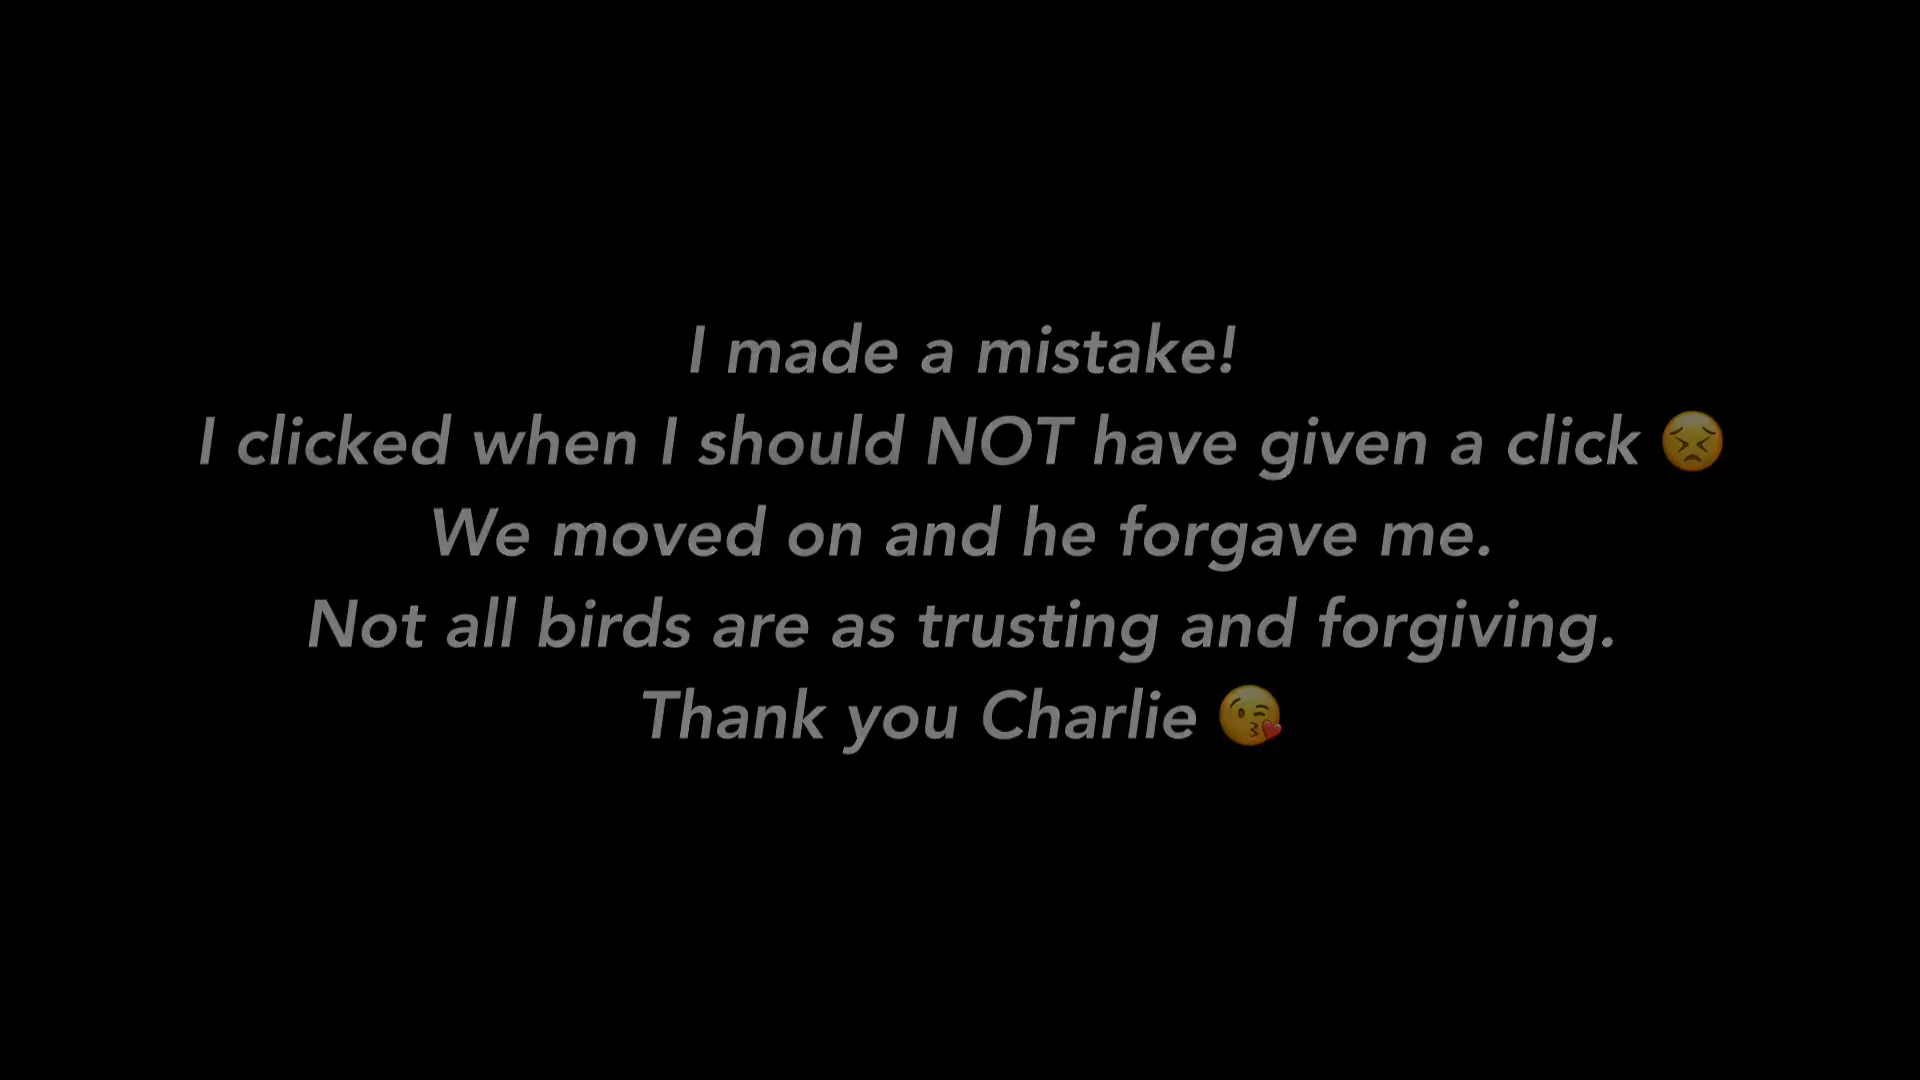 I made a mistake!
I clicked when I should NOT have given a click 😣
We moved on and he forgave me.
Not all birds are as trusting and forgiving.
Thank you Charlie 😘